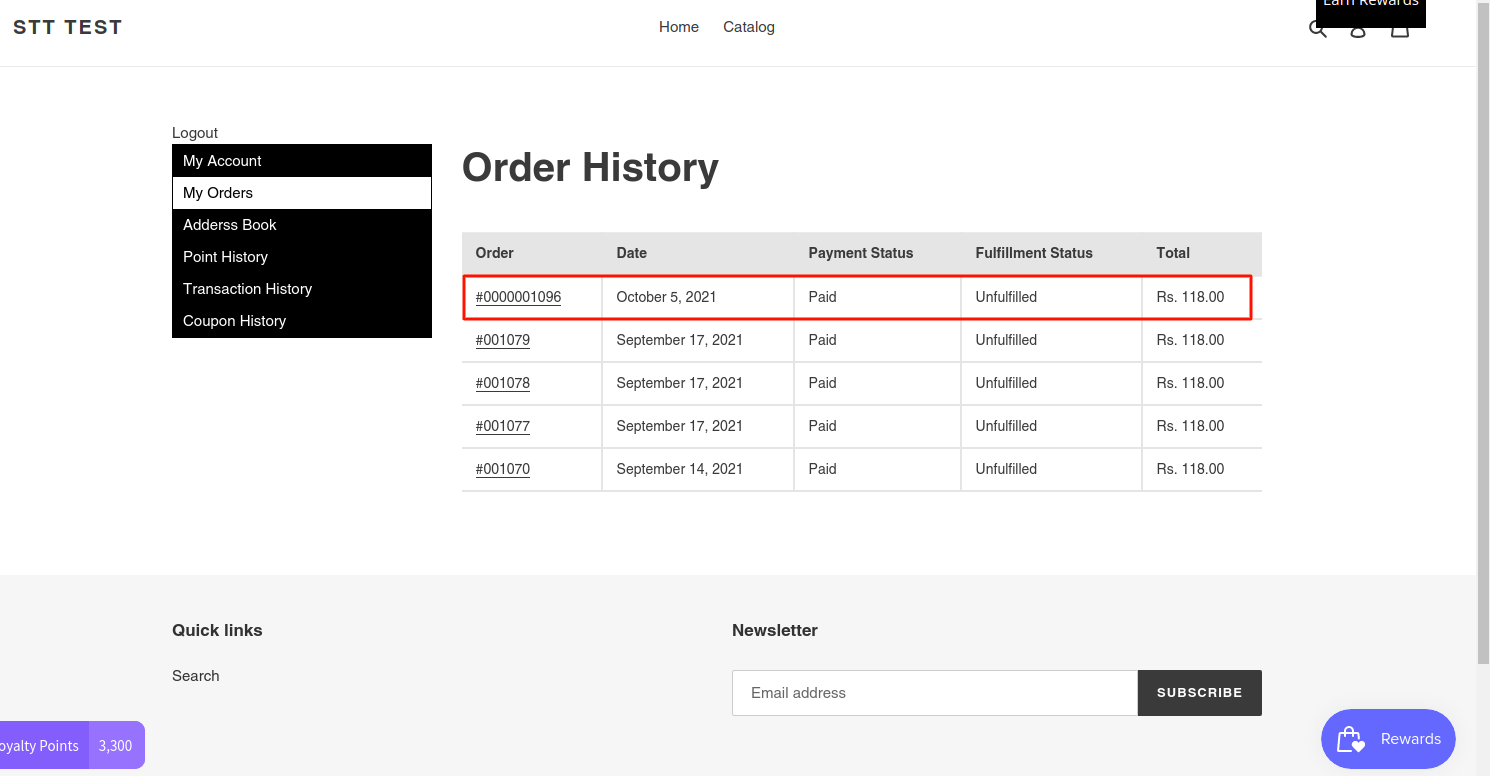 STT TEST
Home Catalog
Earn Rewards
Logout
My Account
My Orders
Adderss Book
Point History
Transaction History
Coupon History
Order History
Order Date Payment Status Fulfillment Status Total
#0000001096 October 5, 2021 Paid Unfulfilled Rs. 118.00
#001079 September 17, 2021 Paid Unfulfilled Rs. 118.00
#001078 September 17, 2021 Paid Unfulfilled Rs. 118.00
#001077 September 17, 2021 Paid Unfulfilled Rs. 118.00
#001070 September 14, 2021 Paid Unfulfilled Rs. 118.00
Quick links
Search
Newsletter
Email address SUBSCRIBE
oyalty Points 3,300
Rewards